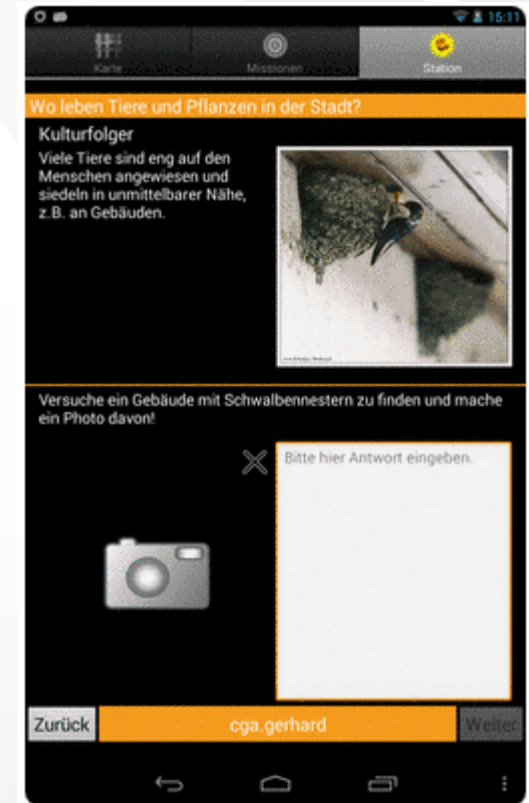 15:11
Karte Missionen Station
Wo leben Tiere und Pflanzen in der Stadt?
Kulturfolger
Viele Tiere sind eng auf den
Menschen angewiesen und
siedeln in unmittelbarer Nähe,
z.B. an Gebäuden.
Versuche ein Gebäude mit Schwalbennestern zu finden und mache
ein Photo davon!
Bitte hier Antwort eingeben.
Zurück cga.gerhard Weiter